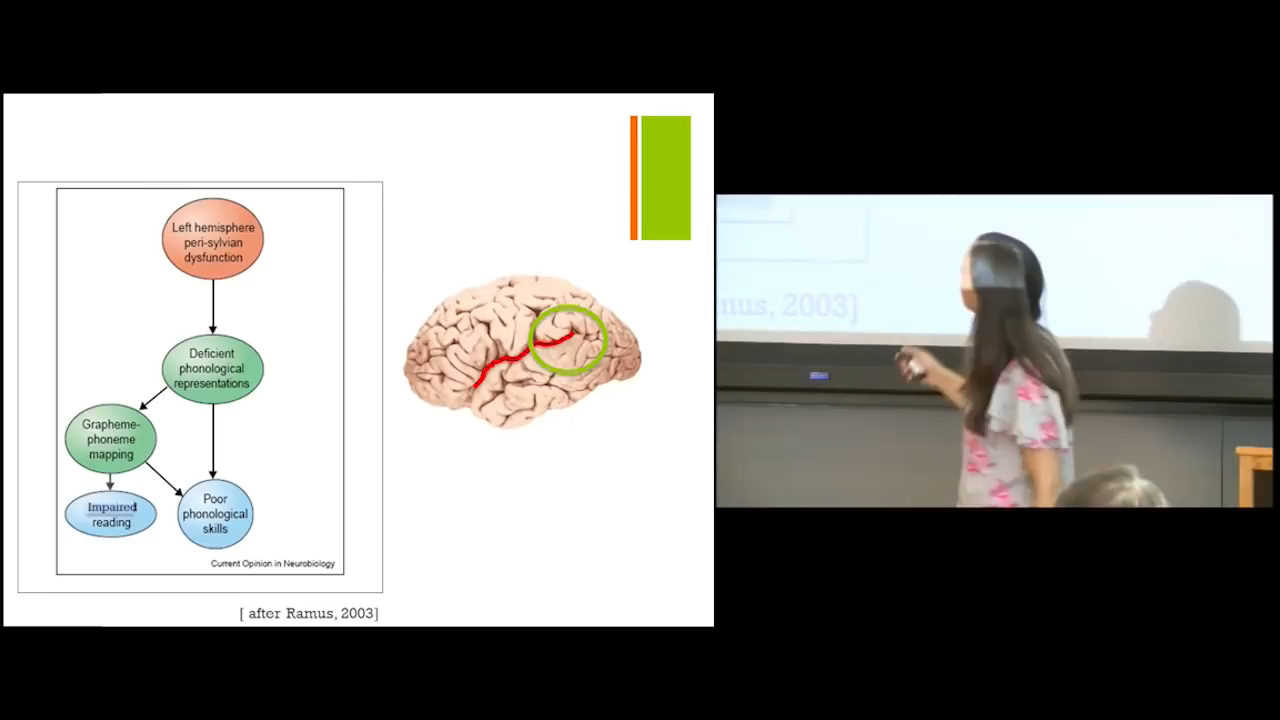 Left hemisphere
peri-sylvian
dysfunction
Deficient
phonological
representations
Grapheme-
phoneme
mapping
Impaired
reading
Poor
phonological
skills
Current Opinion in Neurobiology
[ after Ramus, 2003]
mus, 2003]